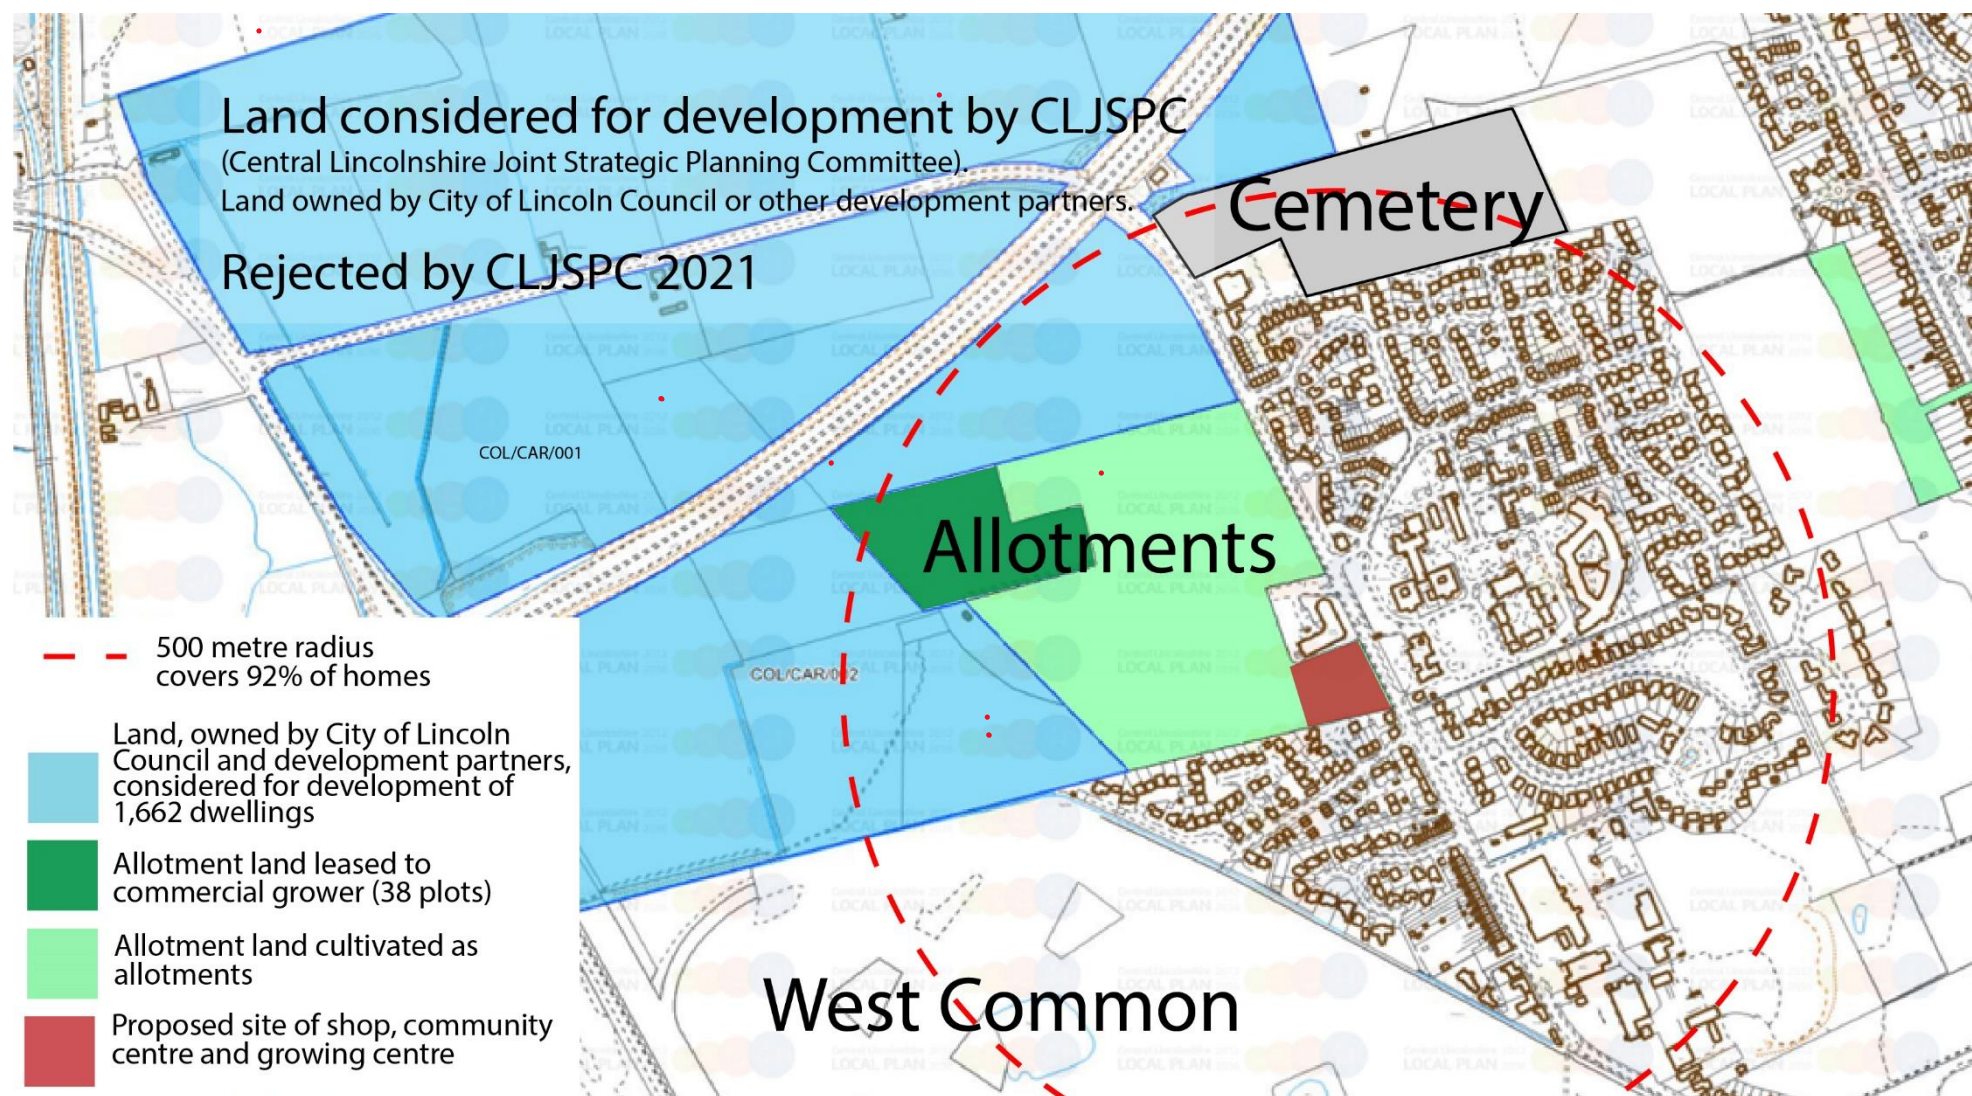 Land considered for development by CLJSPC
(Central Lincolnshire Joint Strategic Planning Committee).
Land owned by City of Lincoln Council or other development partners.
Rejected by CLJSPC 2021
Cemetery
COL/CAR/001
Allotments
COL/CAR/002
West Common
500 metre radius
covers 92% of homes
Land, owned by City of Lincoln
Council and development partners,
considered for development of
1,662 dwellings
Allotment land leased to
commercial grower (38 plots)
Allotment land cultivated as
allotments
Proposed site of shop, community
centre and growing centre
LOCAL PLAN